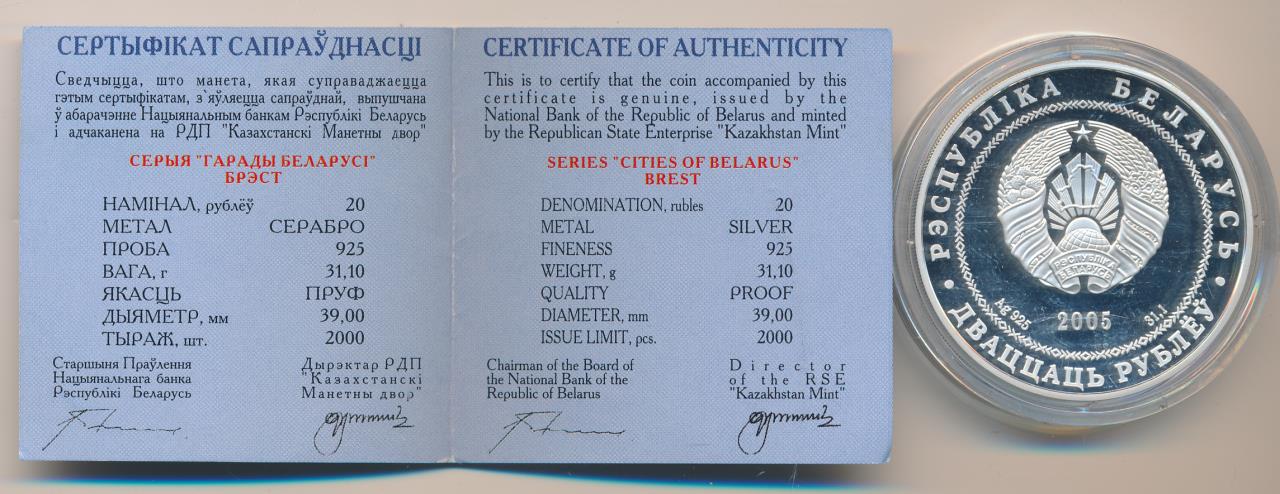 СЕРТЫФІКАТ САПРАЎДНАСЦІ
Сведчыцца, што манета, якая суправаджаецца
гэтым сертыфікатам, з`яўляецца сапраўднай, выпушчана
ў абарачэнне Нацыянальным банкам Рэспублікі Беларусь
і адчаканена на РДП "Казахстанскі Манетны двор"
СЕРЫЯ "ГАРАДЫ БЕЛАРУСІ"
БРЭСТ
НАМІНАЛ, рублёў 20
МЕТАЛ СЕРАБРО
ПРОБА 925
ВАГА, г 31,10
ЯКАСЦЬ ПРУФ
ДЫЯМЕТР, мм 39,00
ТЫРАЖ, шт. 2000
Старшыня Праўлення
Нацыянальнага банка
Рэспублікі Беларусь
Дырэктар РДП
"Казахстанскі
Манетны двор"
CERTIFICATE OF AUTHENTICITY
This is to certify that the coin accompanied by this
certificate is genuine, issued by the
National Bank of the Republic of Belarus and minted
by the Republican State Enterprise "Kazakhstan Mint"
SERIES "CITIES OF BELARUS"
BREST
DENOMINATION, rubles 20
METAL SILVER
FINENESS 925
WEIGHT, g 31,10
QUALITY PROOF
DIAMETER, mm 39,00
ISSUE LIMIT, pcs. 2000
Chairman of the Board of
the National Bank of the
Republic of Belarus
Director
of the RSE
"Kazakhstan Mint"
РЭСПУБЛІКА БЕЛАРУСЬ
РЭСПУБЛІКА
БЕЛАРУСЬ
Ag 925 2005 31,1
ДВАЦЦАЦЬ РУБЛЁЎ